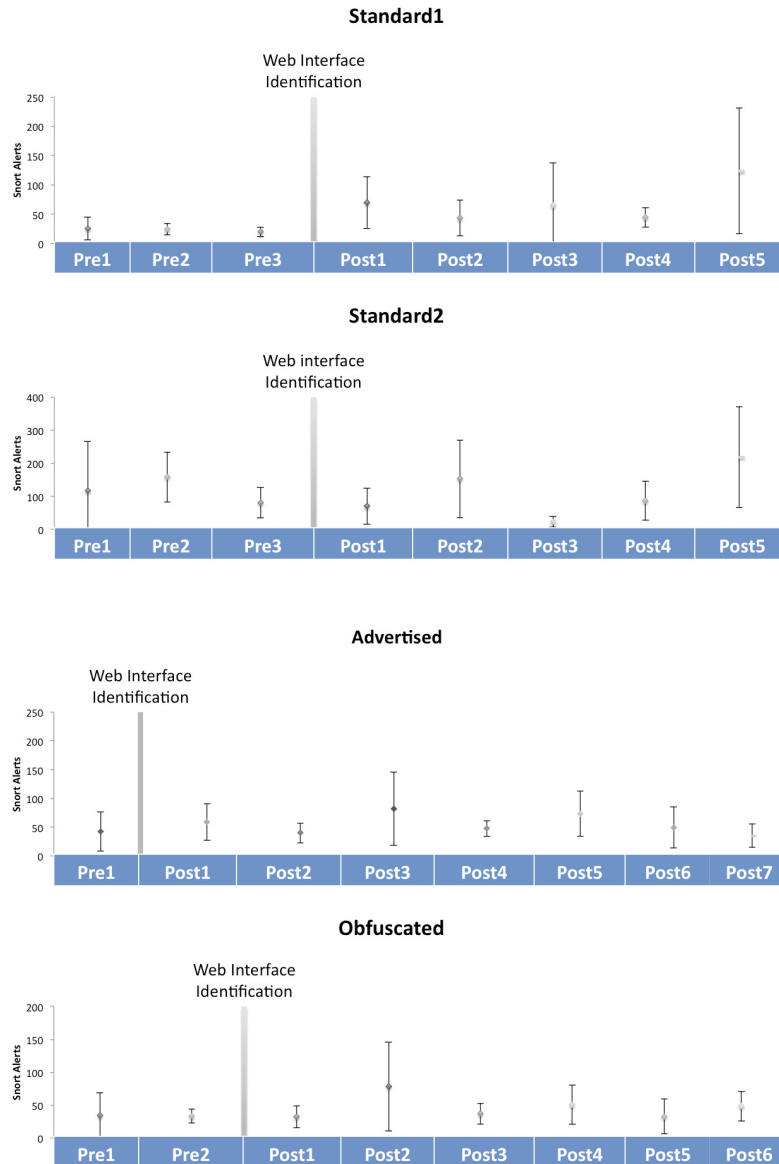 Standard1
Web Interface
Identification
Snort Alerts
250
200
150
100
50
0
Pre1 Pre2 Pre3 Post1 Post2 Post3 Post4 Post5
Standard2
Web interface
Identification
Snort Alerts
400
300
200
100
0
Pre1 Pre2 Pre3 Post1 Post2 Post3 Post4 Post5
Advertised
Web Interface
Identification
Snort Alerts
250
200
150
100
50
0
Pre1 Post1 Post2 Post3 Post4 Post5 Post6 Post7
Obfuscated
Web Interface
Identification
Snort Alerts
200
150
100
50
0
Pre1 Pre2 Post1 Post2 Post3 Post4 Post5 Post6